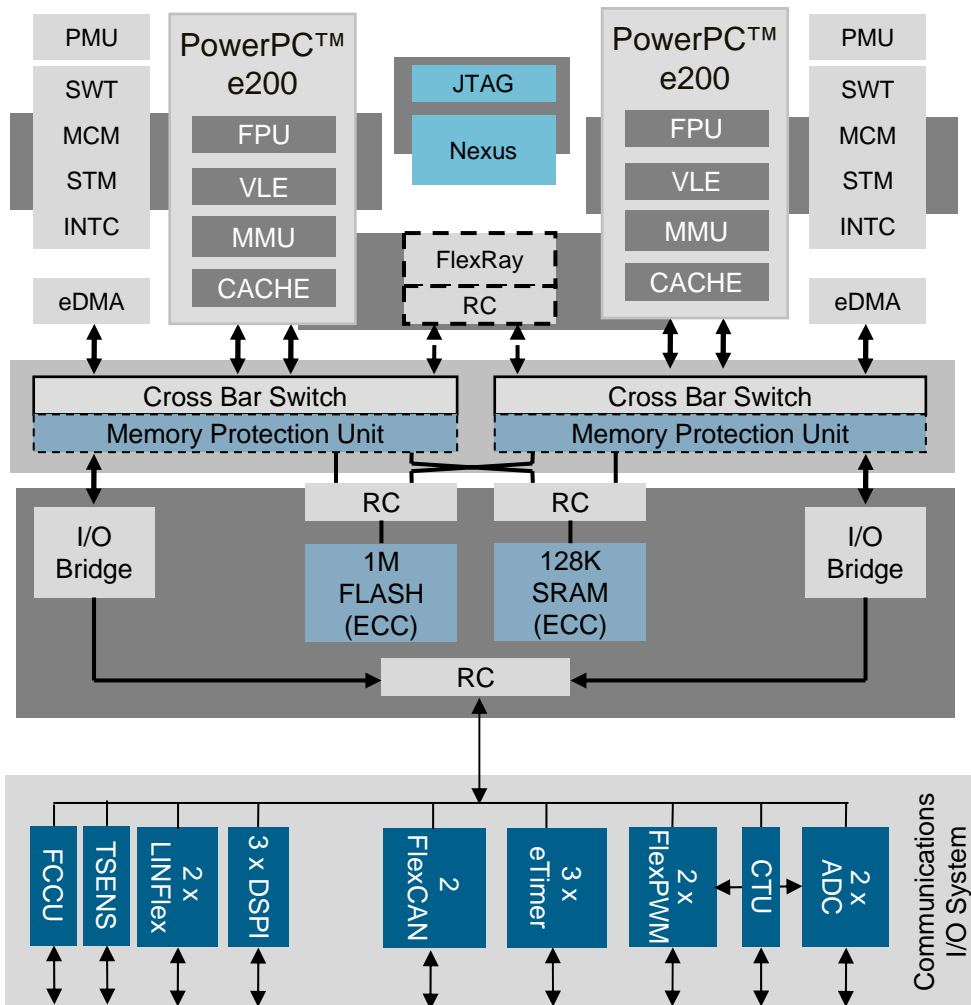 PMU
SWT
MCM
STM
INTC
eDMA
PowerPC™
e200
FPU
VLE
MMU
CACHE
JTAG
Nexus
FlexRay
RC
PowerPC™
e200
FPU
VLE
MMU
CACHE
PMU
SWT
MCM
STM
INTC
eDMA
Cross Bar Switch
Memory Protection Unit
Cross Bar Switch
Memory Protection Unit
I/O
Bridge
RC
1M
FLASH
(ECC)
RC
128K
SRAM
(ECC)
I/O
Bridge
RC
FCCU
TSENS
2 x
LINFlex
3 x DSPI
2
FlexCAN
3 x
eTimer
2 x
FlexPWM
CTU
2 x
ADC
Communications
I/O System